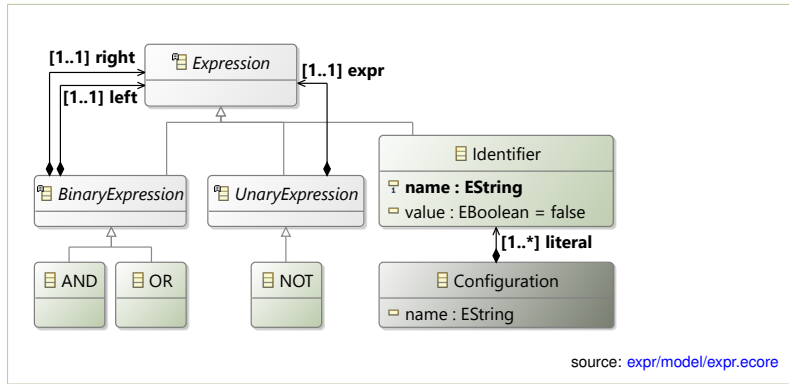 [1..1] right
Expression
[1..1] expr
[1..1] left
Identifier
name : EString
value : EBoolean = false
BinaryExpression
UnaryExpression
[1..*] literal
AND
OR
NOT
Configuration
name : EString
source: expr/model/expr.ecore